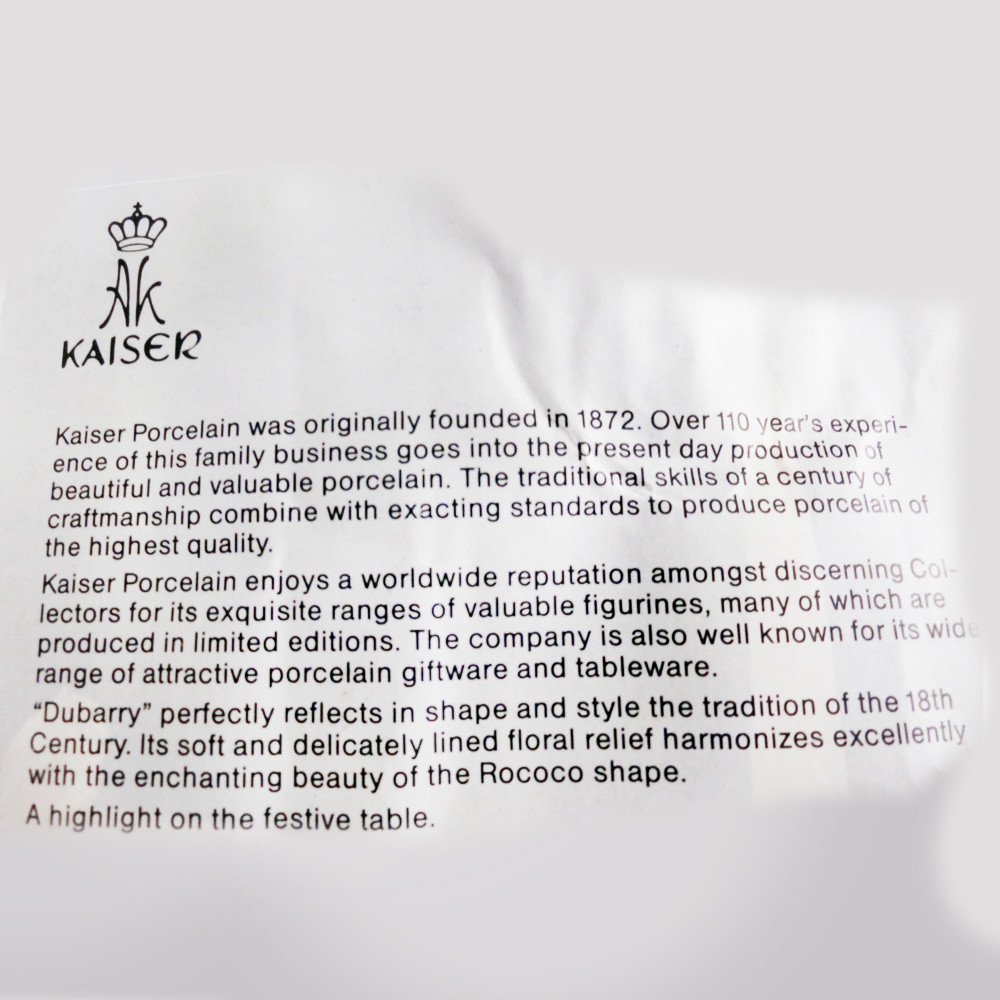 AK
KAISER
Kaiser Porcelain was originally founded in 1872. Over 110 year's experi-
ence of this family business goes into the present day production of
beautiful and valuable porcelain. The traditional skills of a century of
craftmanship combine with exacting standards to produce porcelain of
the highest quality.
Kaiser Porcelain enjoys a worldwide reputation amongst discerning Col-
lectors for its exquisite ranges of valuable figurines, many of which are
produced in limited editions. The company is also well known for its wide
range of attractive porcelain giftware and tableware.
“Dubarry” perfectly reflects in shape and style the tradition of the 18th
Century. Its soft and delicately lined floral relief harmonizes excellently
with the enchanting beauty of the Rococo shape.
A highlight on the festive table.